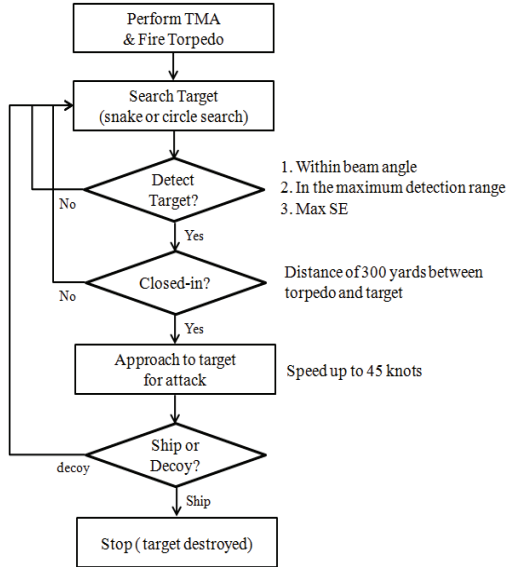 Perform TMA
& Fire Torpedo
Search Target
(snake or circle search)
Detect
Target?
1. Within beam angle
2. In the maximum detection range
3. Max SE
No
Yes
Closed-in?
Distance of 300 yards between
torpedo and target
No
Yes
Approach to target
for attack
Speed up to 45 knots
Ship or
Decoy?
decoy
Ship
Stop ( target destroyed)